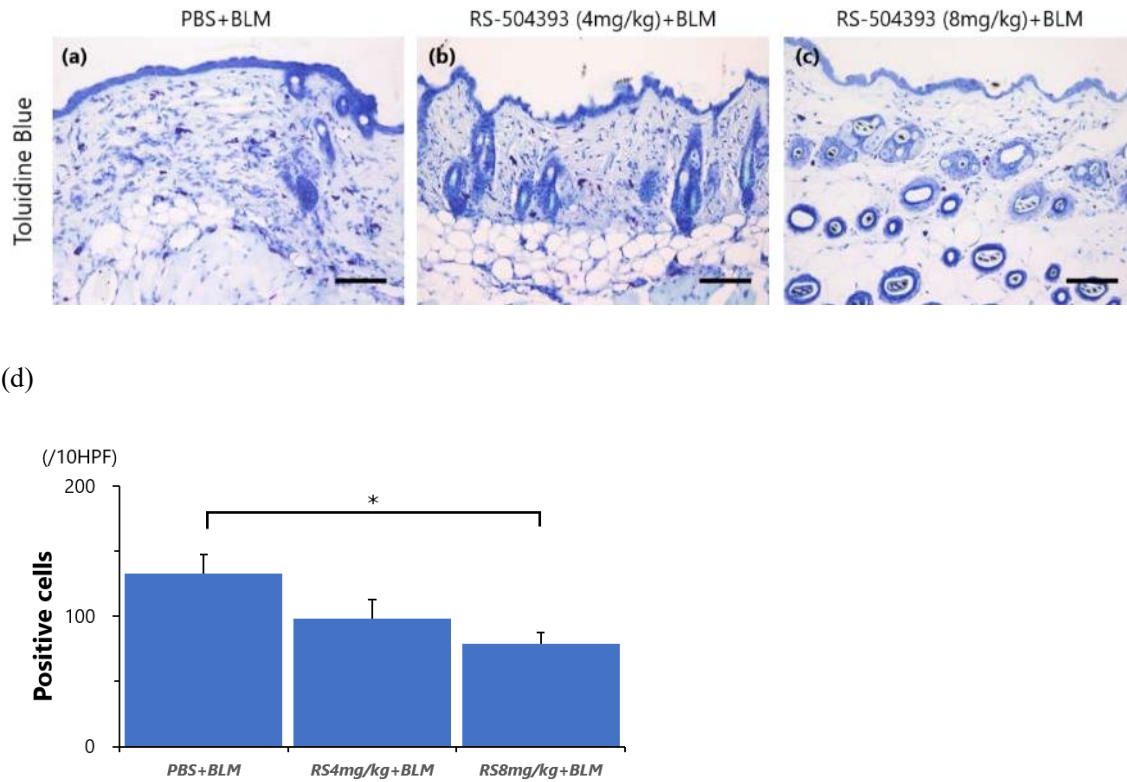 PBS+BLM
RS-504393 (4mg/kg)+BLM
RS-504393 (8mg/kg)+BLM
Toluidine Blue
(a)
(b)
(c)
(d)
(/10HPF)
200
*
100
0
Positive cells
PBS+BLM
RS4mg/kg+BLM
RS8mg/kg+BLM